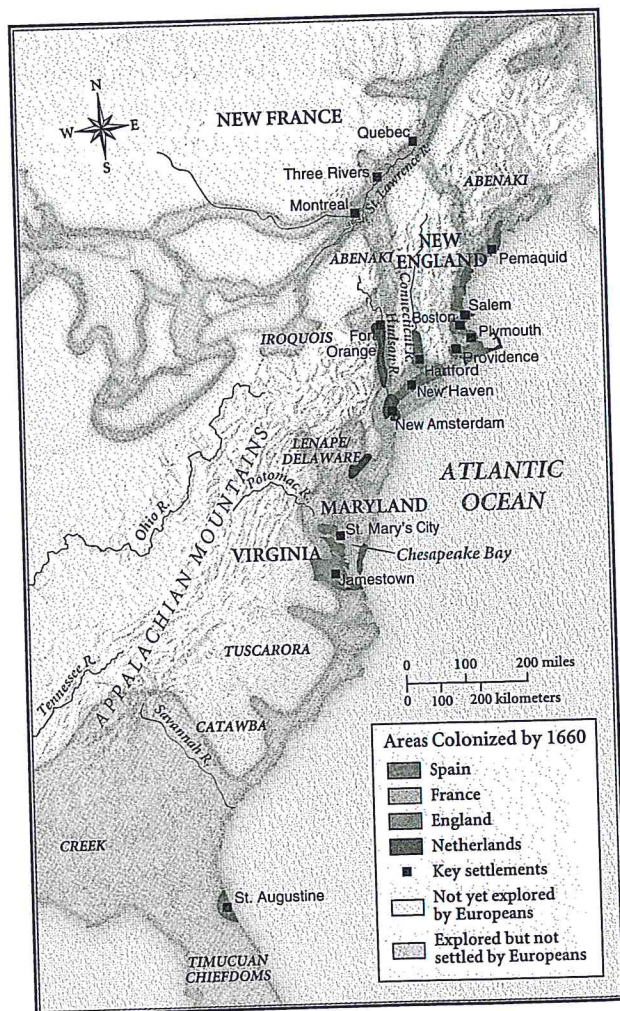 N
W
E
S
NEW FRANCE
Quebec
Three Rivers
St. Lawrence R.
Montreal
ABENAKI
ABENAKI
NEW
ENGLAND
Pemaquid
Connecticut R.
Hudson R.
Salem
Boston
Plymouth
Providence
IROQUOIS
Fort
Orange
Hartford
New Haven
New Amsterdam
LENAPE/
DELAWARE
ATLANTIC
OCEAN
Ohio R.
APPALACHIAN MOUNTAINS
Potomac R.
MARYLAND
St. Mary's City
Chesapeake Bay
VIRGINIA
Jamestown
TUSCARORA
Tennessee R.
CATAWBA
Savannah R.
0 100 200 miles
0 100 200 kilometers
CREEK
St. Augustine
TIMUCUAN
CHIEFDOMS
Areas Colonized by 1660
Spain
France
England
Netherlands
Key settlements
Not yet explored
by Europeans
Explored but not
settled by Europeans